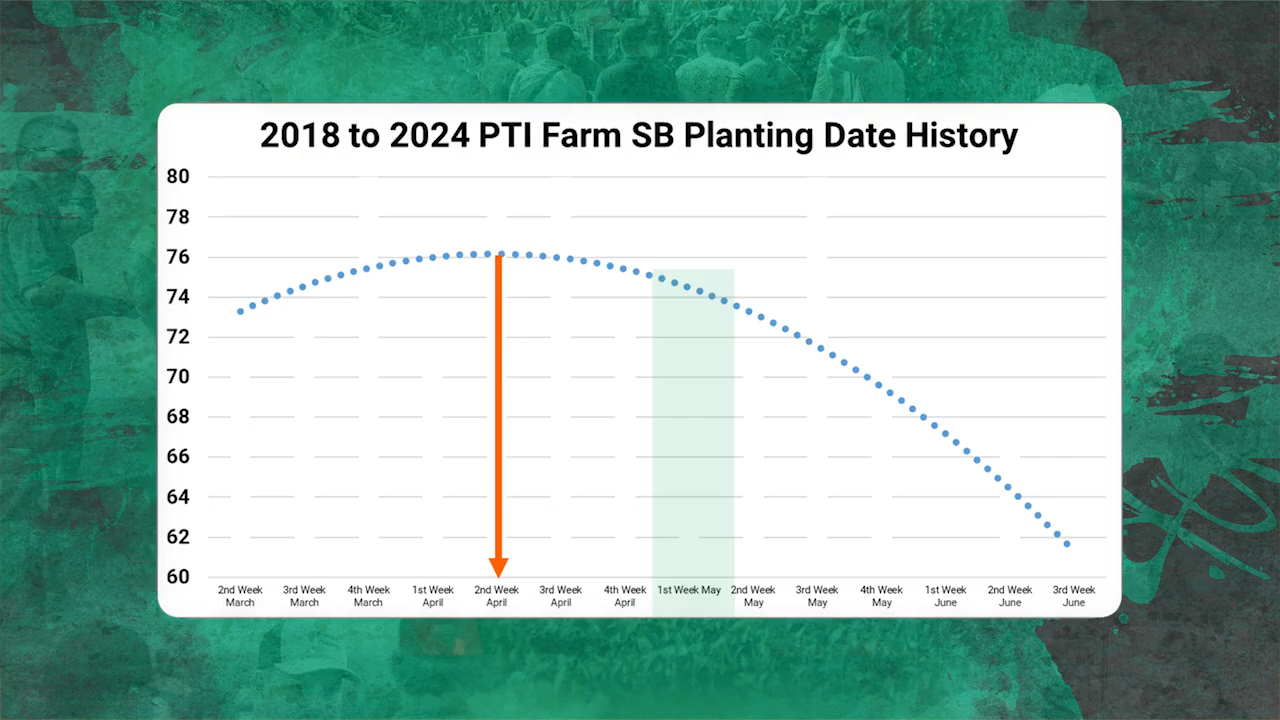 2018 to 2024 PTI Farm SB Planting Date History
80
78
76
74
72
70
68
66
64
62
60
2nd Week March
3rd Week March
4th Week March
1st Week April
2nd Week April
3rd Week April
4th Week April
1st Week May
2nd Week May
3rd Week May
4th Week May
1st Week June
2nd Week June
3rd Week June